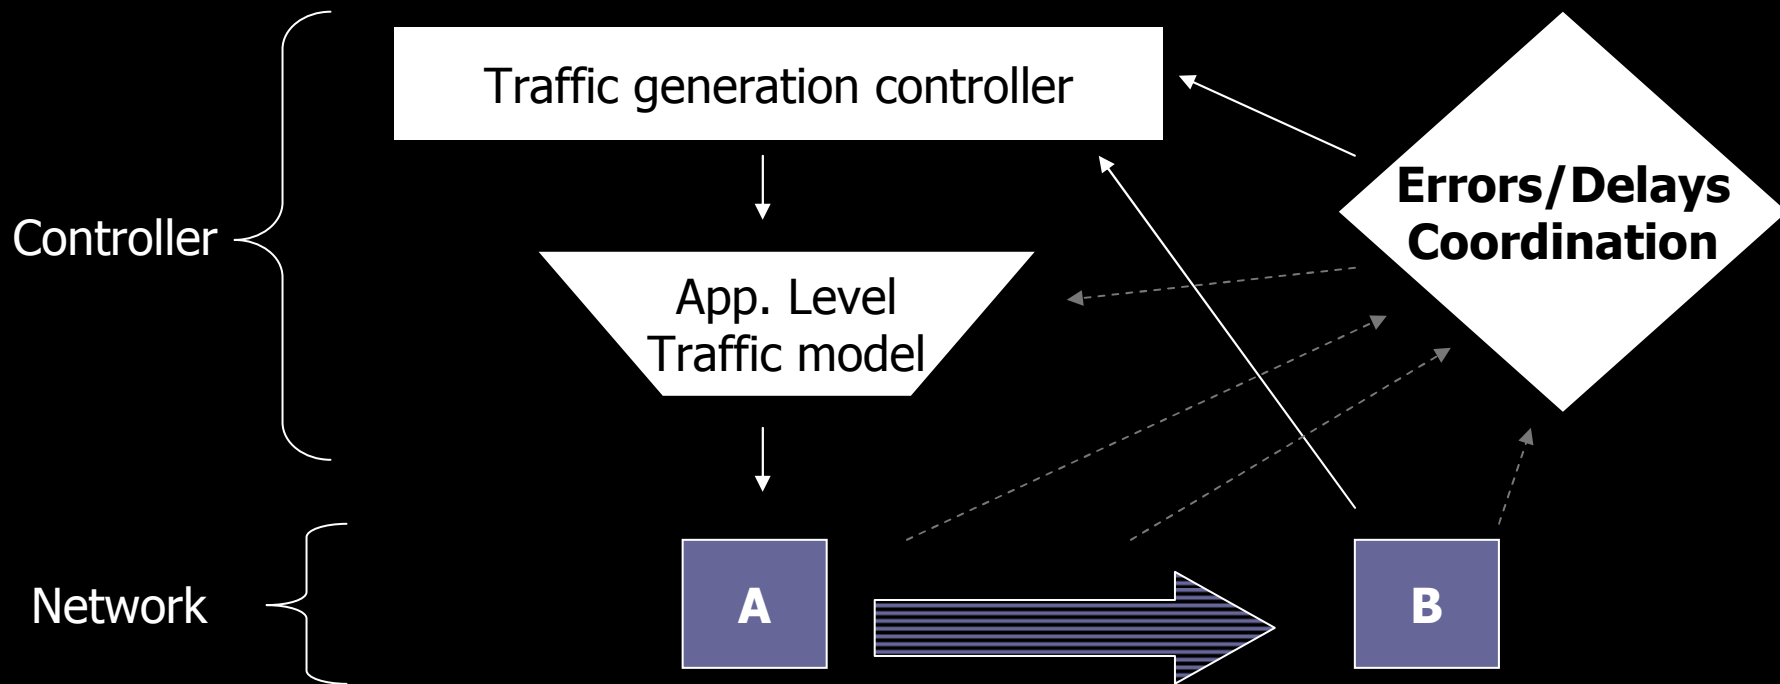 Traffic generation controller
Errors/Delays
Coordination
Controller
App. Level
Traffic model
Network
A
B